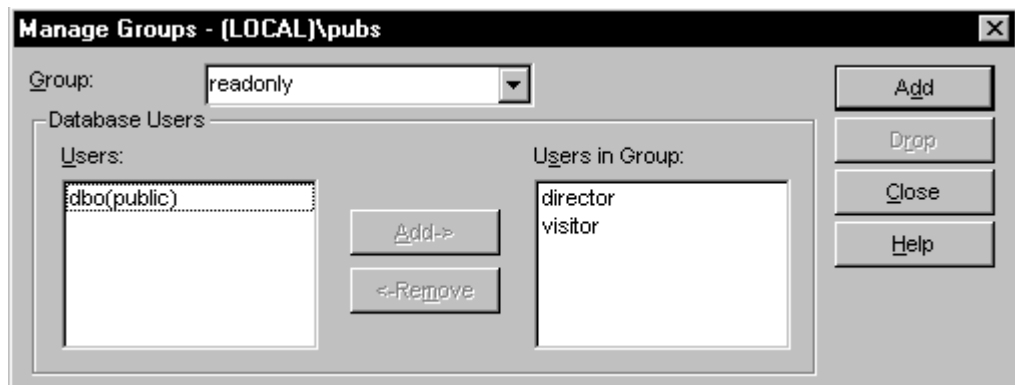 Manage Groups - (LOCAL)\pubs
Group:
readonly
Add
Database Users
Drop
Users:
Users in Group:
dbo(public)
director
visitor
Close
Add->
Help
<-Remove